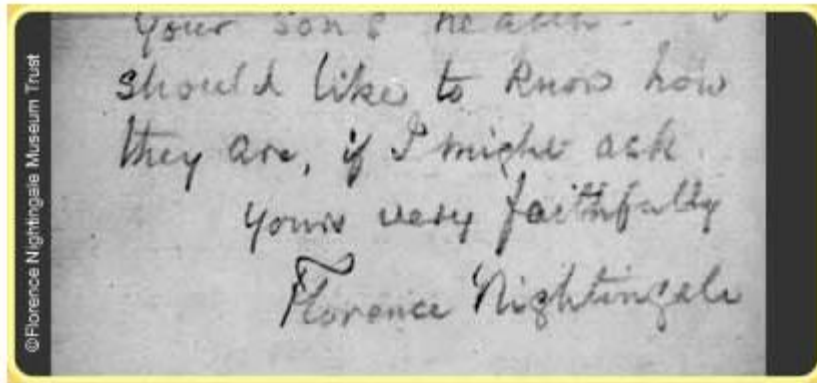 your son's health. I
should like to know how
they are, if I might ask.
Yours very faithfully
Florence Nightingale
©Florence Nightingale Museum Trust